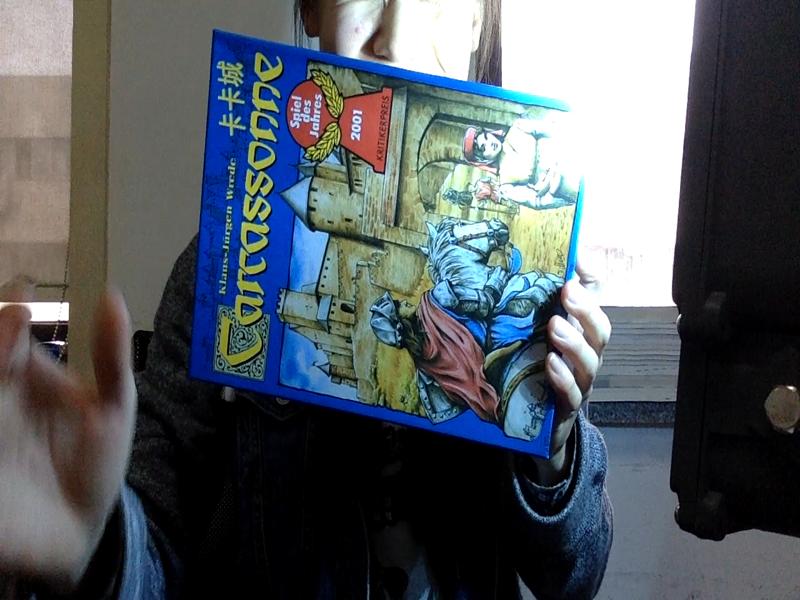 卡卡城
Klaus-Jürgen Wrede
Carcassonne
Spiel
des
Jahres
2001
KRITIKERPREIS